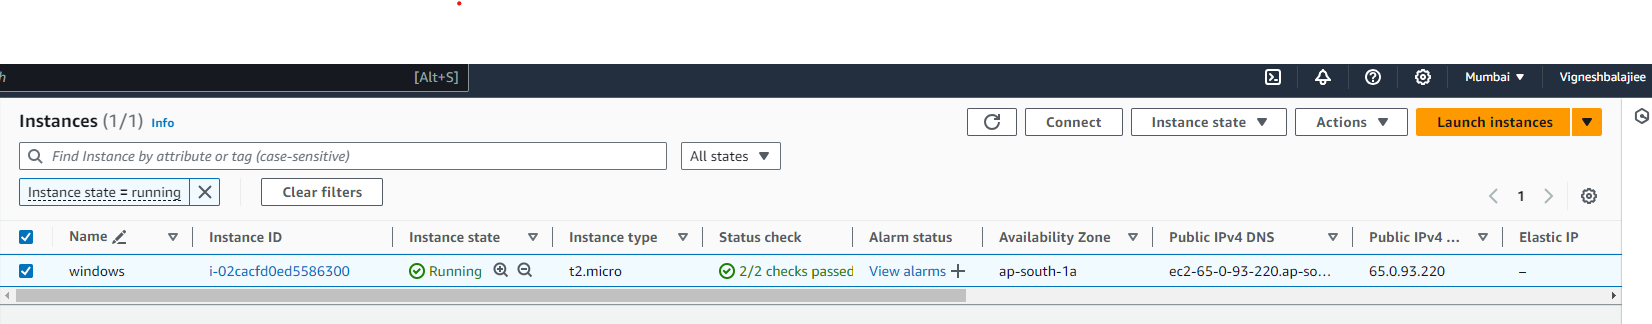 h [Alt+S] Mumbai Vigneshbalajiee
Instances (1/1) Info Connect Instance state Actions Launch instances
Find Instance by attribute or tag (case-sensitive) All states
Instance state = running Clear filters 1
Name Instance ID Instance state Instance type Status check Alarm status Availability Zone Public IPv4 DNS Public IPv4 ... Elastic IP
windows i-02cacfd0ed5586300 Running t2.micro 2/2 checks passed View alarms + ap-south-1a ec2-65-0-93-220.ap-so... 65.0.93.220 –